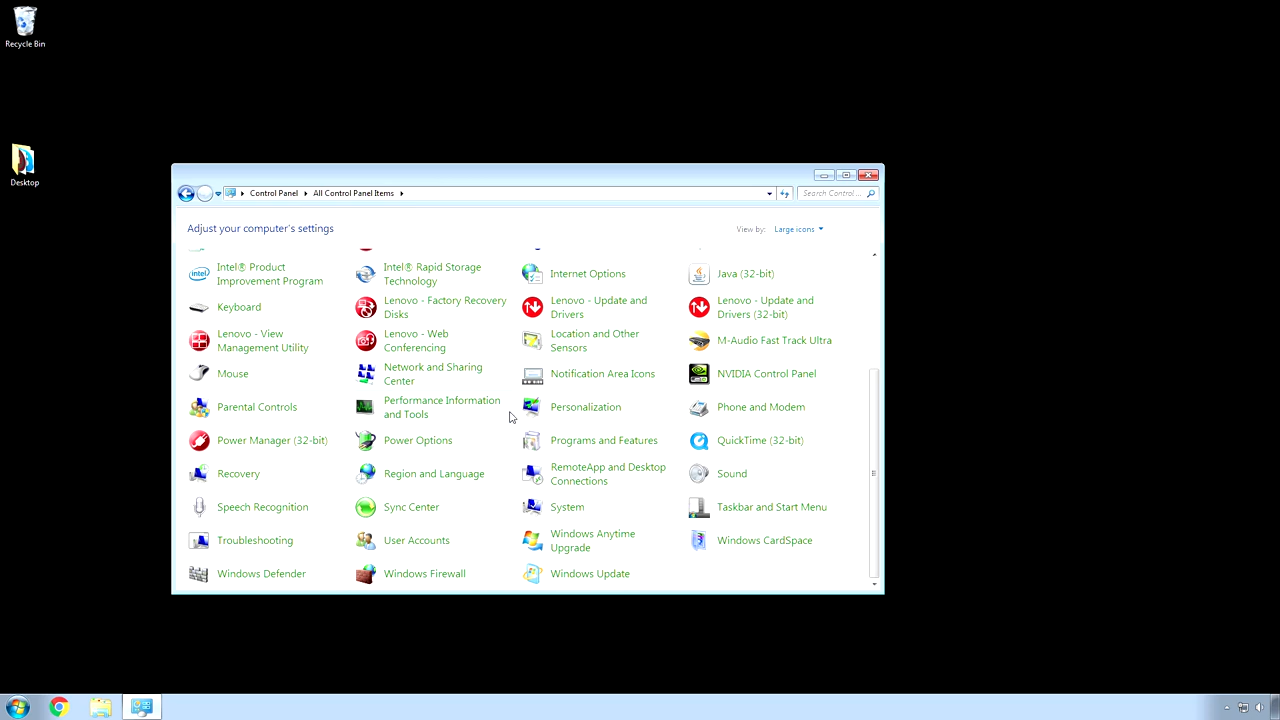 Recycle Bin
Desktop
Control Panel
All Control Panel Items
Search Control ...
Adjust your computer's settings
View by:
Large icons
Intel® Product
Improvement Program
Intel® Rapid Storage
Technology
Internet Options
Java (32-bit)
Keyboard
Lenovo - Factory Recovery
Disks
Lenovo - Update and
Drivers
Lenovo - Update and
Drivers (32-bit)
Lenovo - View
Management Utility
Lenovo - Web
Conferencing
Location and Other
Sensors
M-Audio Fast Track Ultra
Mouse
Network and Sharing
Center
Notification Area Icons
NVIDIA Control Panel
Parental Controls
Performance Information
and Tools
Personalization
Phone and Modem
Power Manager (32-bit)
Power Options
Programs and Features
QuickTime (32-bit)
Recovery
Region and Language
RemoteApp and Desktop
Connections
Sound
Speech Recognition
Sync Center
System
Taskbar and Start Menu
Troubleshooting
User Accounts
Windows Anytime
Upgrade
Windows CardSpace
Windows Defender
Windows Firewall
Windows Update